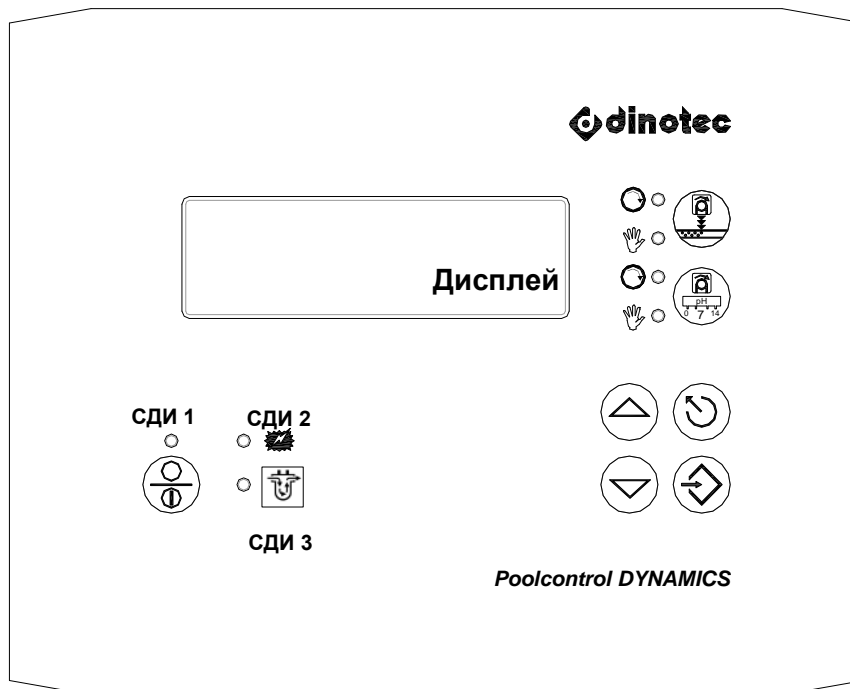 dinotec
Дисплей
pH
0 7 14
СДИ 1
СДИ 2
СДИ 3
Poolcontrol DYNAMICS